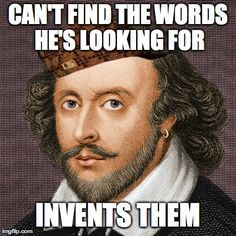 CAN'T FIND THE WORDS
HE'S LOOKING FOR
INVENTS THEM
imgflip.com